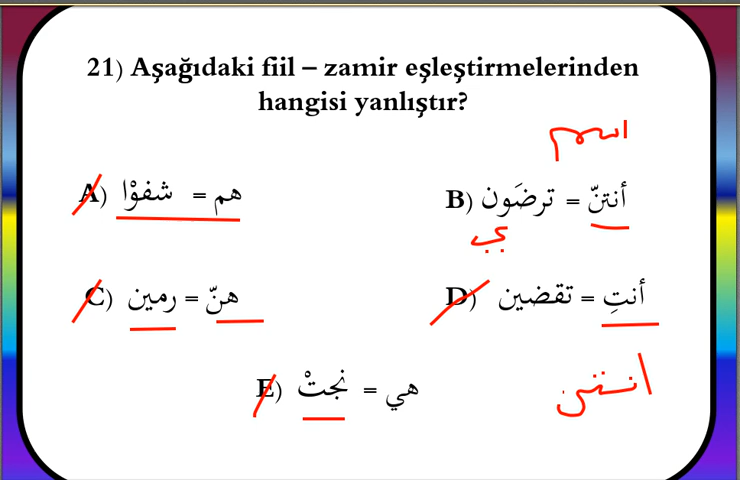 21) Aşağıdaki fiil – zamir eşleştirmelerinden
hangisi yanlıştır?
اسم
A) هم = شفوْا
B) أنتنّ = ترضَون
ي
C) هنّ = رمين
D) أنتِ = تقضين
E) هي = نجتْ
انتن